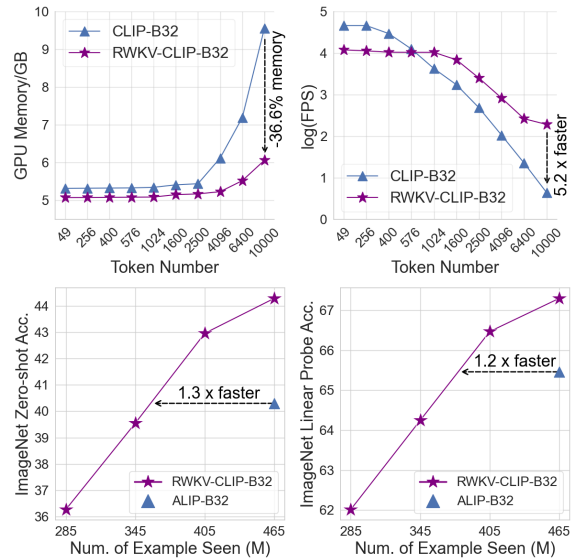 GPU Memory/GB
10
9
8
7
6
5
CLIP-B32
RWKV-CLIP-B32
-36.6% memory
49
256
400
576
1024
1600
2500
4096
6400
10000
Token Number
log(FPS)
5
4
3
2
1
0
CLIP-B32
RWKV-CLIP-B32
5.2 x faster
49
256
400
576
1024
1600
2500
4096
6400
10000
Token Number
ImageNet Zero-shot Acc.
44
43
42
41
40
39
38
37
36
1.3 x faster
RWKV-CLIP-B32
ALIP-B32
285
345
405
465
Num. of Example Seen (M)
ImageNet Linear Probe Acc.
67
66
65
64
63
62
1.2 x faster
RWKV-CLIP-B32
ALIP-B32
285
345
405
465
Num. of Example Seen (M)